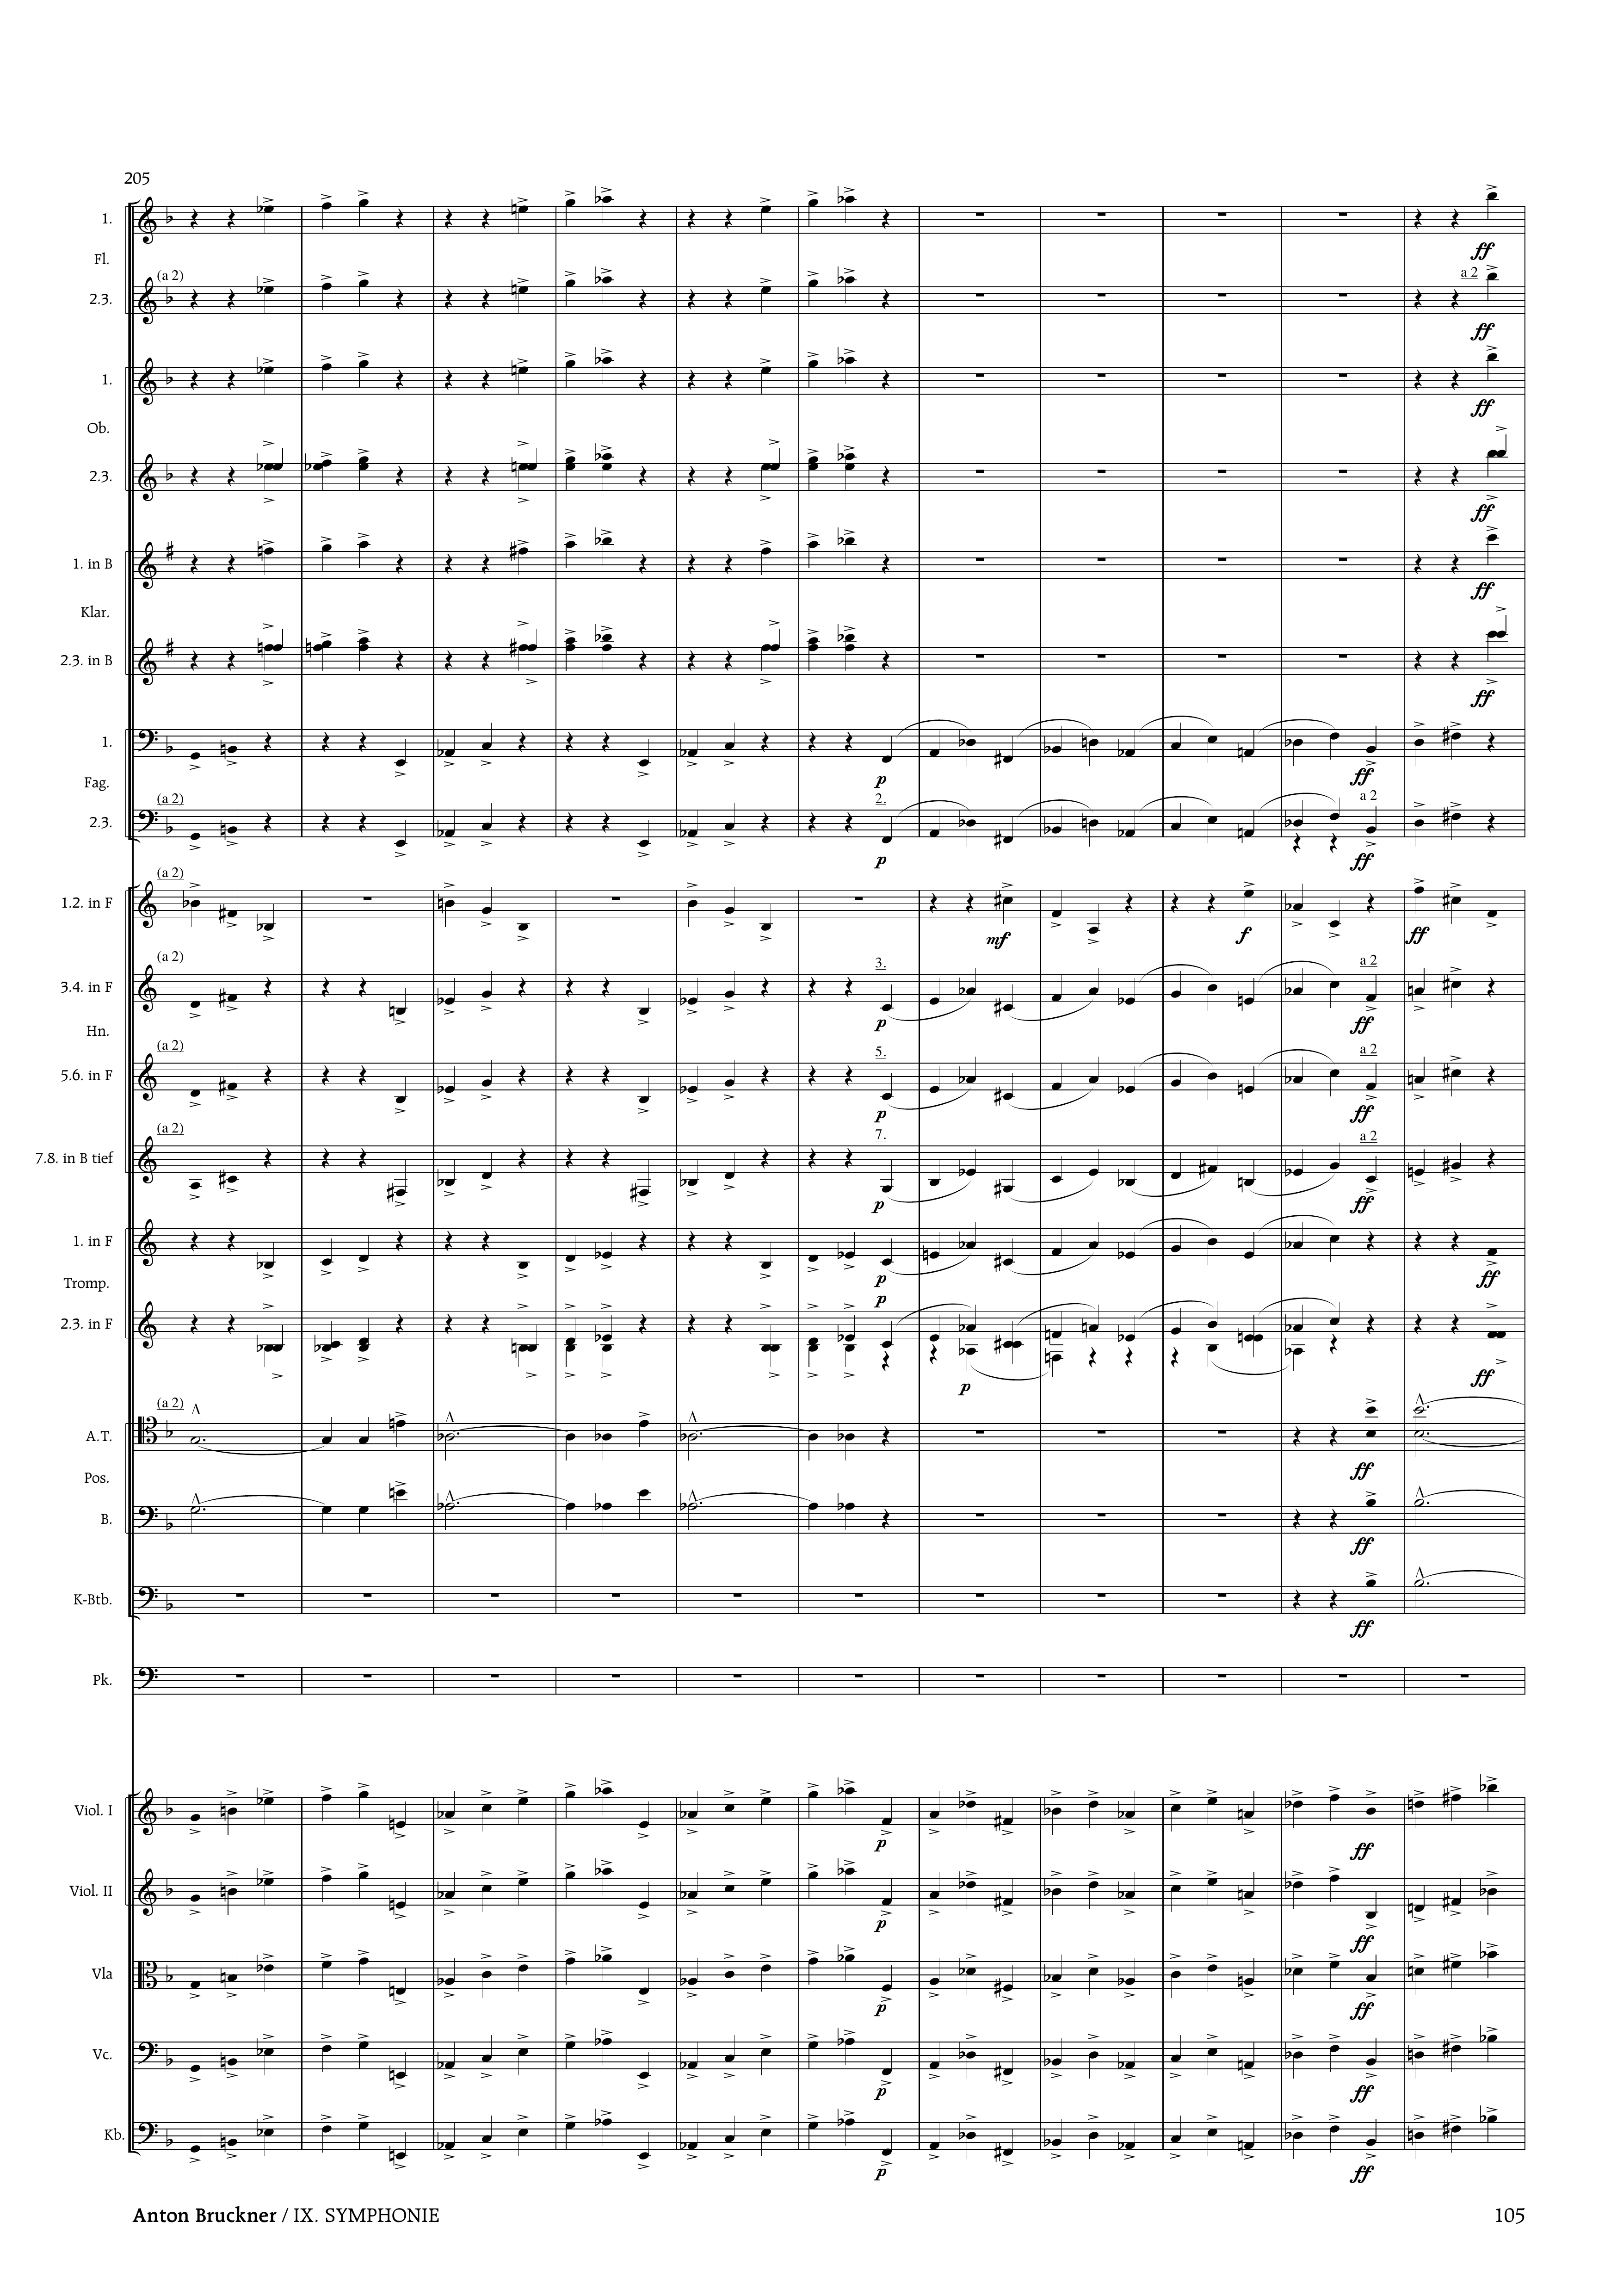 205
1.
Fl.
(a 2)
a 2
2.3.
ff
ff
1.
ff
Ob.
2.3.
ff
1. in B
ff
Klar.
2.3. in B
ff
1.
p
ff
Fag.
(a 2)
2.
a 2
2.3.
p
ff
(a 2)
1.2. in F
mf
f
ff
(a 2)
3.
a 2
3.4. in F
p
ff
Hn.
(a 2)
5.
a 2
5.6. in F
p
ff
(a 2)
7.
a 2
7.8. in B tief
p
ff
1. in F
p
ff
Tromp.
p
2.3. in F
p
ff
(a 2)
A.T.
ff
Pos.
B.
ff
K-Btb.
ff
Pk.
Viol. I
p
ff
Viol. II
p
ff
Vla
p
ff
Vc.
p
ff
Kb.
p
ff
Anton Bruckner / IX. SYMPHONIE
105